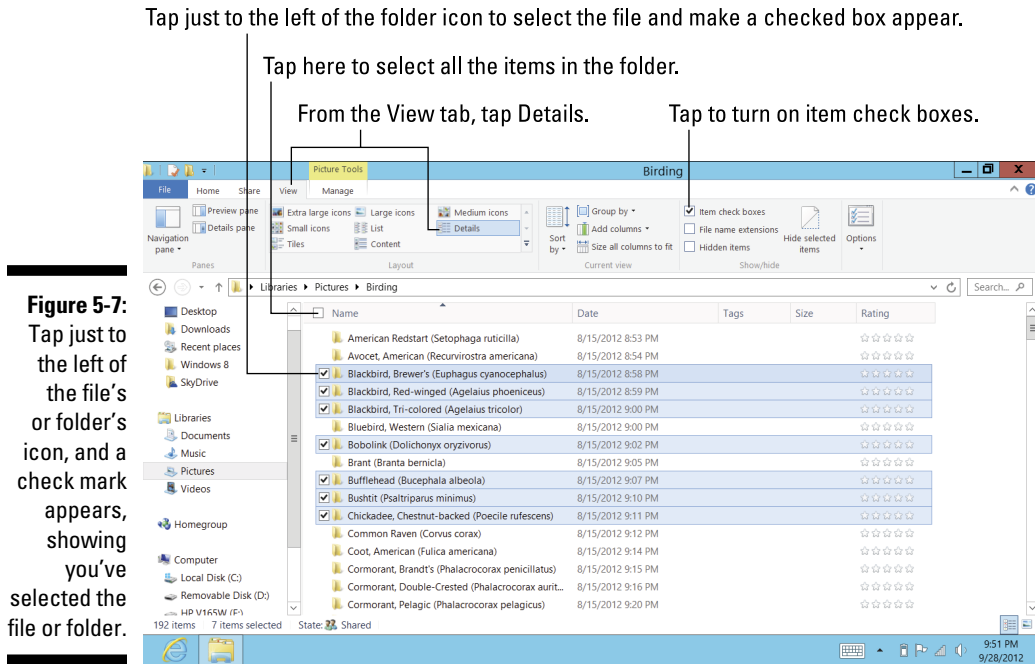 Tap just to the left of the folder icon to select the file and make a checked box appear.
Tap here to select all the items in the folder.
From the View tab, tap Details.
Tap to turn on item check boxes.
Picture Tools
Birding
File Home Share View Manage
Navigation pane
Preview pane
Details pane
Panes
Extra large icons Large icons Medium icons
Small icons List Details
Tiles Content
Layout
Sort by
Group by
Add columns
Size all columns to fit
Current view
Item check boxes
File name extensions
Hidden items
Hide selected items
Show/hide
Options
Libraries Pictures Birding
Search...
Desktop
Downloads
Recent places
Windows 8
SkyDrive
Libraries
Documents
Music
Pictures
Videos
Homegroup
Computer
Local Disk (C:)
Removable Disk (D:)
HP V165W (F:)
Name Date Tags Size Rating
American Redstart (Setophaga ruticilla) 8/15/2012 8:53 PM
Avocet, American (Recurvirostra americana) 8/15/2012 8:54 PM
Blackbird, Brewer's (Euphagus cyanocephalus) 8/15/2012 8:58 PM
Blackbird, Red-winged (Agelaius phoeniceus) 8/15/2012 8:59 PM
Blackbird, Tri-colored (Agelaius tricolor) 8/15/2012 9:00 PM
Bluebird, Western (Sialia mexicana) 8/15/2012 9:00 PM
Bobolink (Dolichonyx oryzivorus) 8/15/2012 9:02 PM
Brant (Branta bernicla) 8/15/2012 9:05 PM
Bufflehead (Bucephala albeola) 8/15/2012 9:07 PM
Bushtit (Psaltriparus minimus) 8/15/2012 9:10 PM
Chickadee, Chestnut-backed (Poecile rufescens) 8/15/2012 9:11 PM
Common Raven (Corvus corax) 8/15/2012 9:12 PM
Coot, American (Fulica americana) 8/15/2012 9:14 PM
Cormorant, Brandt's (Phalacrocorax penicillatus) 8/15/2012 9:15 PM
Cormorant, Double-Crested (Phalacrocorax aurit... 8/15/2012 9:16 PM
Cormorant, Pelagic (Phalacrocorax pelagicus) 8/15/2012 9:20 PM
192 items 7 items selected State: Shared
9:51 PM
9/28/2012
Figure 5-7:
Tap just to
the left of
the file's
or folder's
icon, and a
check mark
appears,
showing
you've
selected the
file or folder.